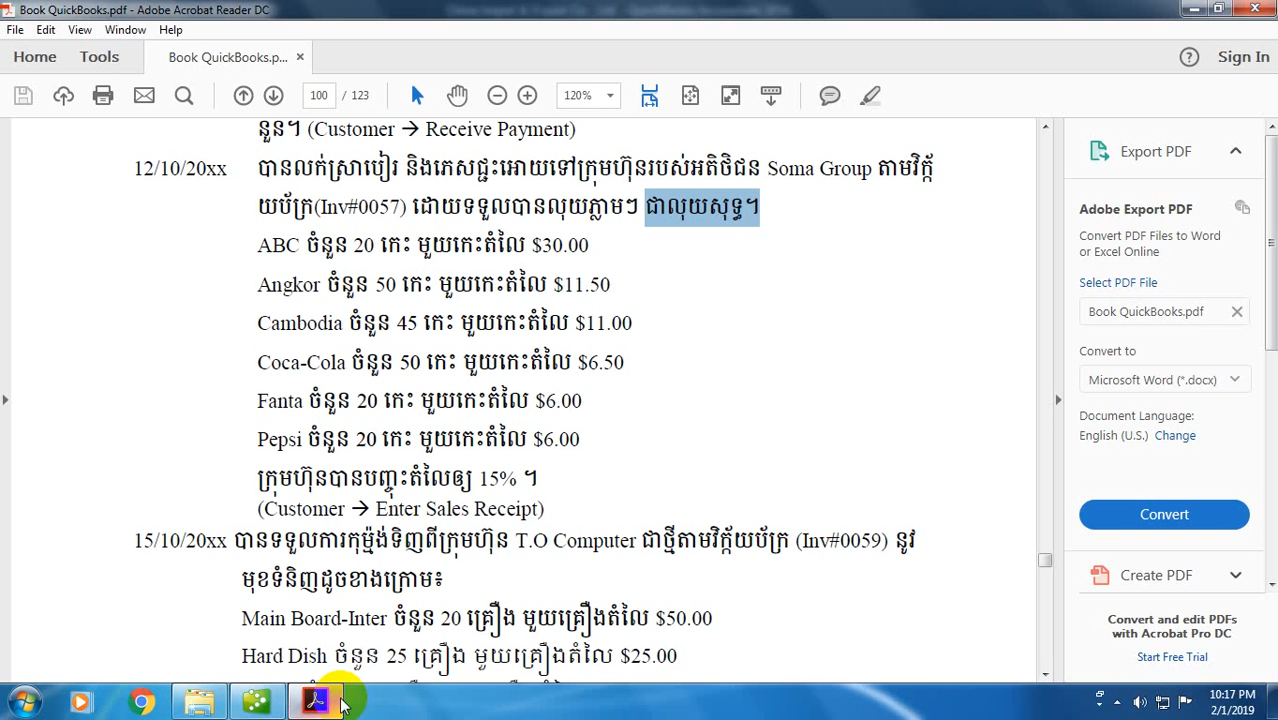 Book QuickBooks.pdf - Adobe Acrobat Reader DC
File Edit View Window Help
Home Tools Book QuickBooks.p... × Sign In
100 / 123 120%
នួន។ (Customer → Receive Payment)
12/10/20xx បានលក់ស្រាបៀរ និងភេសជ្ជះអោយទៅក្រុមហ៊ុនរបស់អតិថិជន Soma Group តាមវិក្ក័
យប័ត្រ(Inv#0057) ដោយទទួលបានលុយភ្លាមៗ ជាលុយសុទ្ធ។
ABC ចំនួន 20 កេះ មួយកេះតំលៃ $30.00
Angkor ចំនួន 50 កេះ មួយកេះតំលៃ $11.50
Cambodia ចំនួន 45 កេះ មួយកេះតំលៃ $11.00
Coca-Cola ចំនួន 50 កេះ មួយកេះតំលៃ $6.50
Fanta ចំនួន 20 កេះ មួយកេះតំលៃ $6.00
Pepsi ចំនួន 20 កេះ មួយកេះតំលៃ $6.00
ក្រុមហ៊ុនបានបញ្ចុះតំលៃឲ្យ 15% ។
(Customer → Enter Sales Receipt)
15/10/20xx បានទទួលការកុម្ម៉ង់ទិញពីក្រុមហ៊ុន T.O Computer ជាថ្មីតាមវិក្ក័យប័ត្រ (Inv#0059) នូវ
មុខទំនិញដូចខាងក្រោម៖
Main Board-Inter ចំនួន 20 គ្រឿង មួយគ្រឿងតំលៃ $50.00
Hard Dish ចំនួន 25 គ្រឿង មួយគ្រឿងតំលៃ $25.00
Export PDF
Adobe Export PDF
Convert PDF Files to Word
or Excel Online
Select PDF File
Book QuickBooks.pdf ×
Convert to
Microsoft Word (*.docx)
Document Language:
English (U.S.) Change
Convert
Create PDF
Convert and edit PDFs
with Acrobat Pro DC
Start Free Trial
10:17 PM
2/1/2019